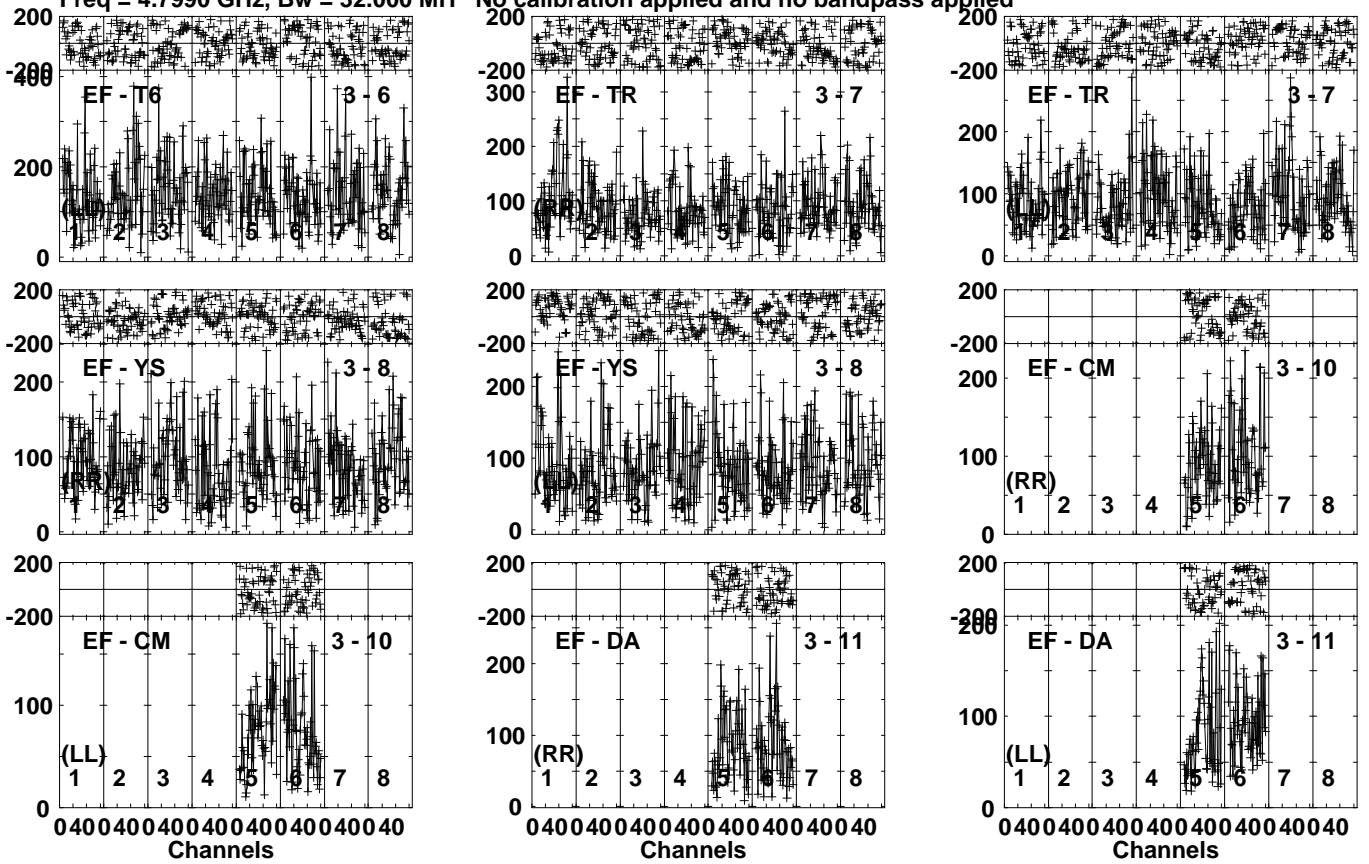 Freq = 4.7990 GHz, Bw = 32.000 MH No calibration applied and no bandpass applied
200 200 200
-200 -200 -200
400 300 200
EF - T6 3 - 6 EF - TR 3 - 7 EF - TR 3 - 7
200 200 100
(LL) 100 (RR) (LL)
1 2 3 4 5 6 7 8 1 2 3 4 5 6 7 8 1 2 3 4 5 6 7 8
0 0 0
200 200 200
-200 -200 -200
EF - YS 3 - 8 EF - YS 3 - 8 EF - CM 3 - 10
200 200 200
100 100 100
(RR) (LL) (RR)
1 2 3 4 5 6 7 8 1 2 3 4 5 6 7 8 1 2 3 4 5 6 7 8
0 0 0
200 200 200
-200 -200 -200
200
EF - CM 3 - 10 EF - DA 3 - 11 EF - DA 3 - 11
200
100 100 100
(LL) (RR) (LL)
1 2 3 4 5 6 7 8 1 2 3 4 5 6 7 8 1 2 3 4 5 6 7 8
0 0 0
0 40 0 40 0 40 0 40 0 40 0 40 0 40 0 40 0 40 0 40 0 40 0 40 0 40 0 40 0 40 0 40 0 40 0 40 0 40 0 40 0 40 0 40 0 40 0 40
Channels Channels Channels